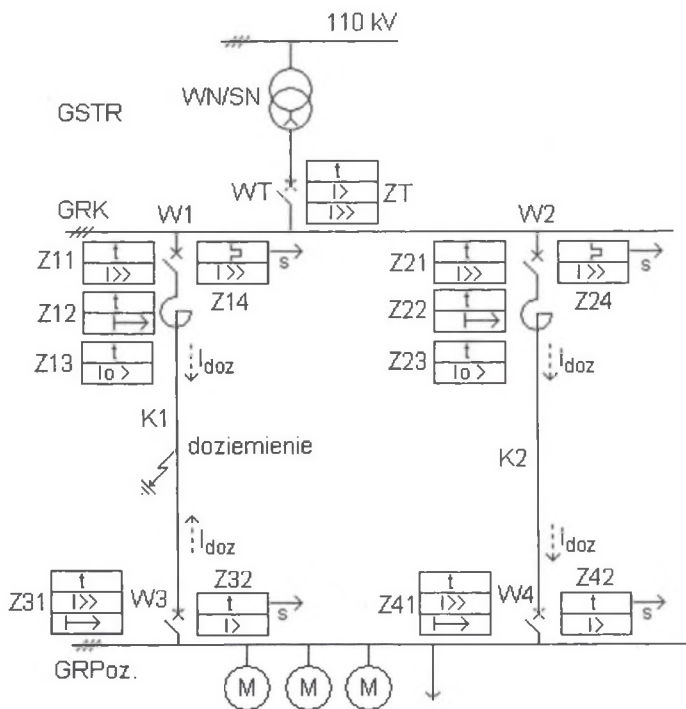 110 kV
WN/SN
GSTR
t
WT
I> ZT
I>>
GRK
W1
W2
Z11
t
I>>
I>>
s
Z14
Z12
t
Z13
t
Io>
Idoz
Z21
t
I>>
I>>
s
Z24
Z22
t
Z23
t
Io>
Idoz
K1
doziemienie
K2
Idoz
Idoz
Z31
t
I>>
W3
Z32
t
I>
s
Z41
t
I>>
W4
Z42
t
I>
s
GRPoz.
M M M